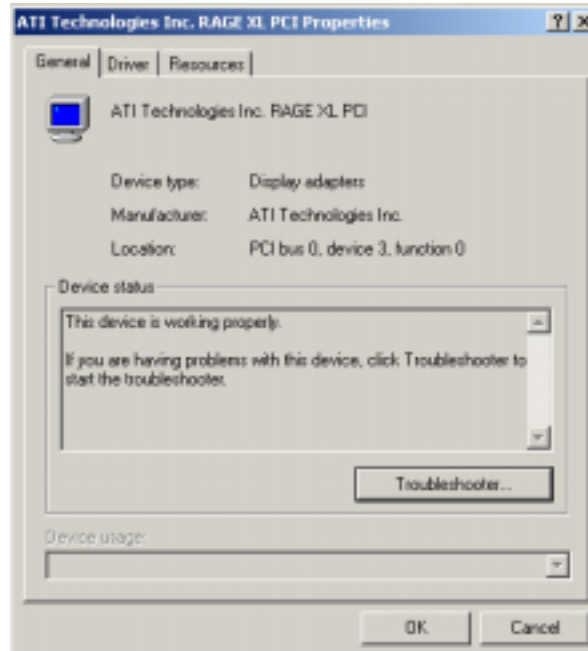 ATI Technologies Inc. RAGE XL PCI Properties
General Driver Resources
ATI Technologies Inc. RAGE XL PCI
Device type: Display adapters
Manufacturer: ATI Technologies Inc.
Location: PCI bus 0, device 3, function 0
Device status
This device is working properly.
If you are having problems with this device, click Troubleshooter to
start the troubleshooter.
Troubleshooter...
Device usage:
OK Cancel